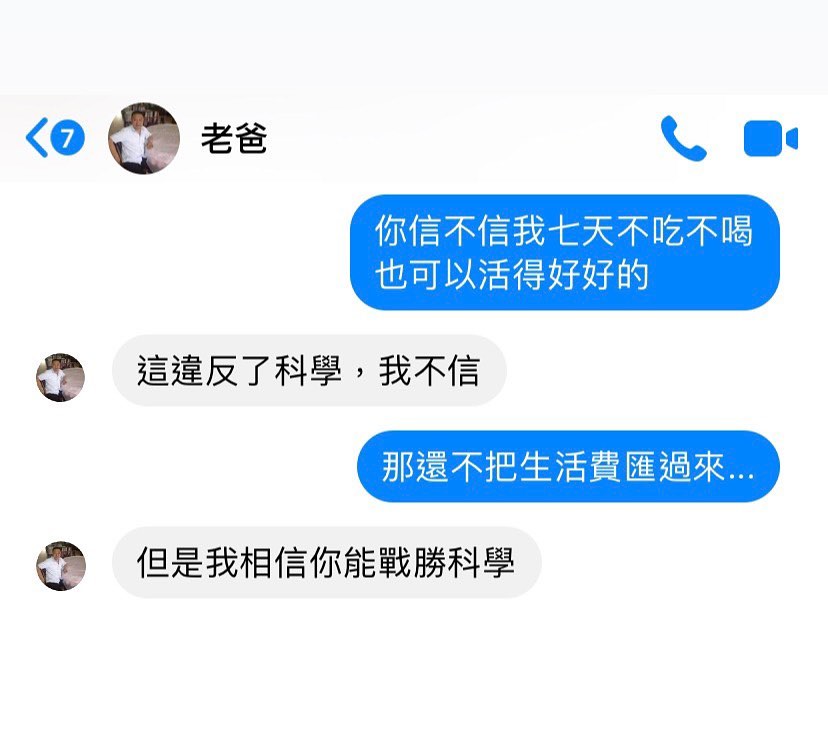 7
老爸
你信不信我七天不吃不喝
也可以活得好好的
這違反了科學，我不信
那還不把生活費匯過來...
但是我相信你能戰勝科學